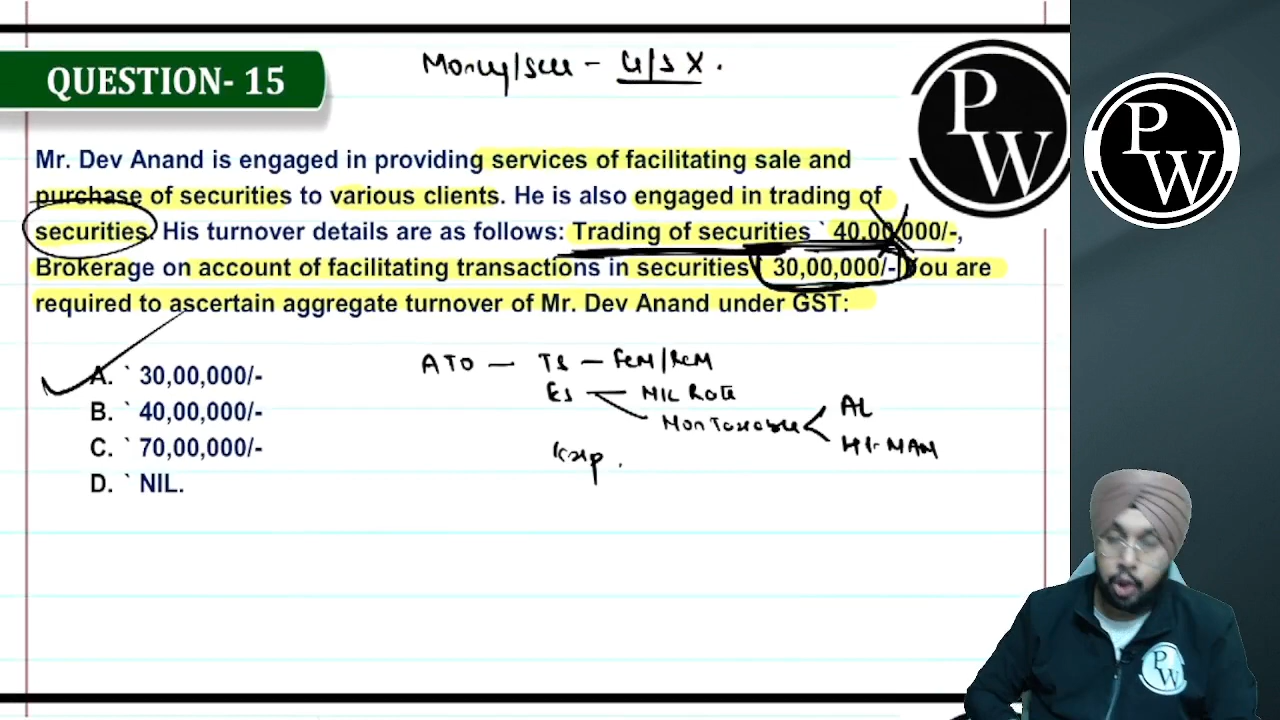 Money/secu - G/S X.
QUESTION- 15
P
W
P
W
Mr. Dev Anand is engaged in providing services of facilitating sale and
purchase of securities to various clients. He is also engaged in trading of
securities. His turnover details are as follows: Trading of securities ` 40,00,000/-,
Brokerage on account of facilitating transactions in securities 30,00,000/- You are
required to ascertain aggregate turnover of Mr. Dev Anand under GST:
A. ` 30,00,000/-
B. ` 40,00,000/-
C. ` 70,00,000/-
D. ` NIL.
ATO — TS — FCM/RCM
ES — NIL Rate
Non Taxable AL
P
W